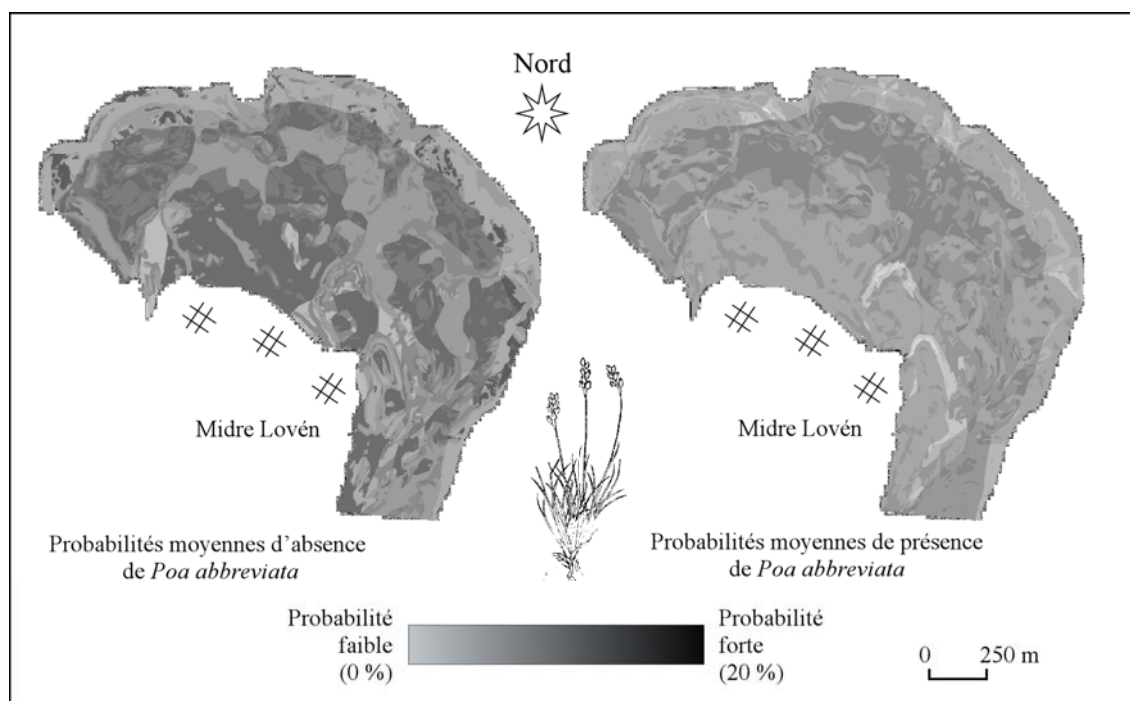 Nord
Midre Lovén
Midre Lovén
Probabilités moyennes d'absence
de Poa abbreviata
Probabilités moyennes de présence
de Poa abbreviata
Probabilité
faible
(0 %)
Probabilité
forte
(20 %)
0 250 m